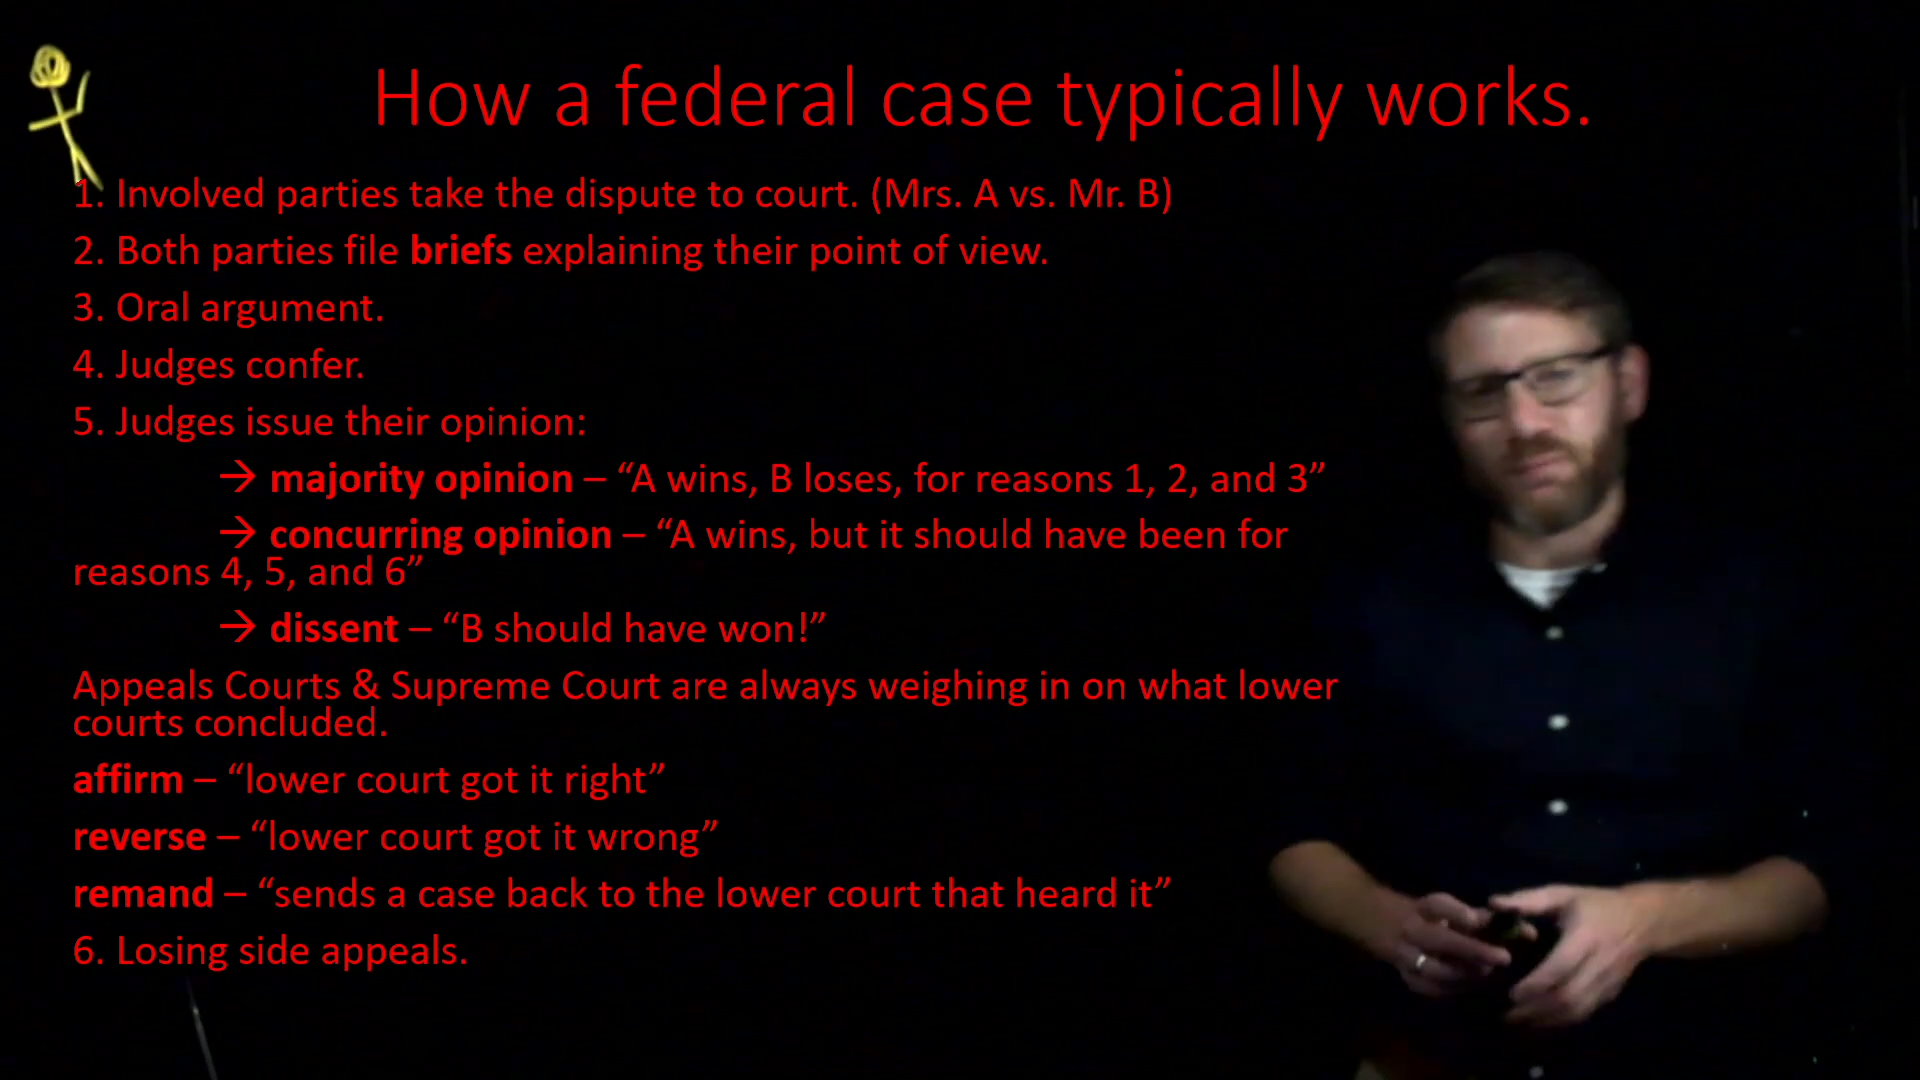 How a federal case typically works.
1. Involved parties take the dispute to court. (Mrs. A vs. Mr. B)
2. Both parties file briefs explaining their point of view.
3. Oral argument.
4. Judges confer.
5. Judges issue their opinion:
→ majority opinion – “A wins, B loses, for reasons 1, 2, and 3”
→ concurring opinion – “A wins, but it should have been for
reasons 4, 5, and 6”
→ dissent – “B should have won!”
Appeals Courts & Supreme Court are always weighing in on what lower
courts concluded.
affirm – “lower court got it right”
reverse – “lower court got it wrong”
remand – “sends a case back to the lower court that heard it”
6. Losing side appeals.